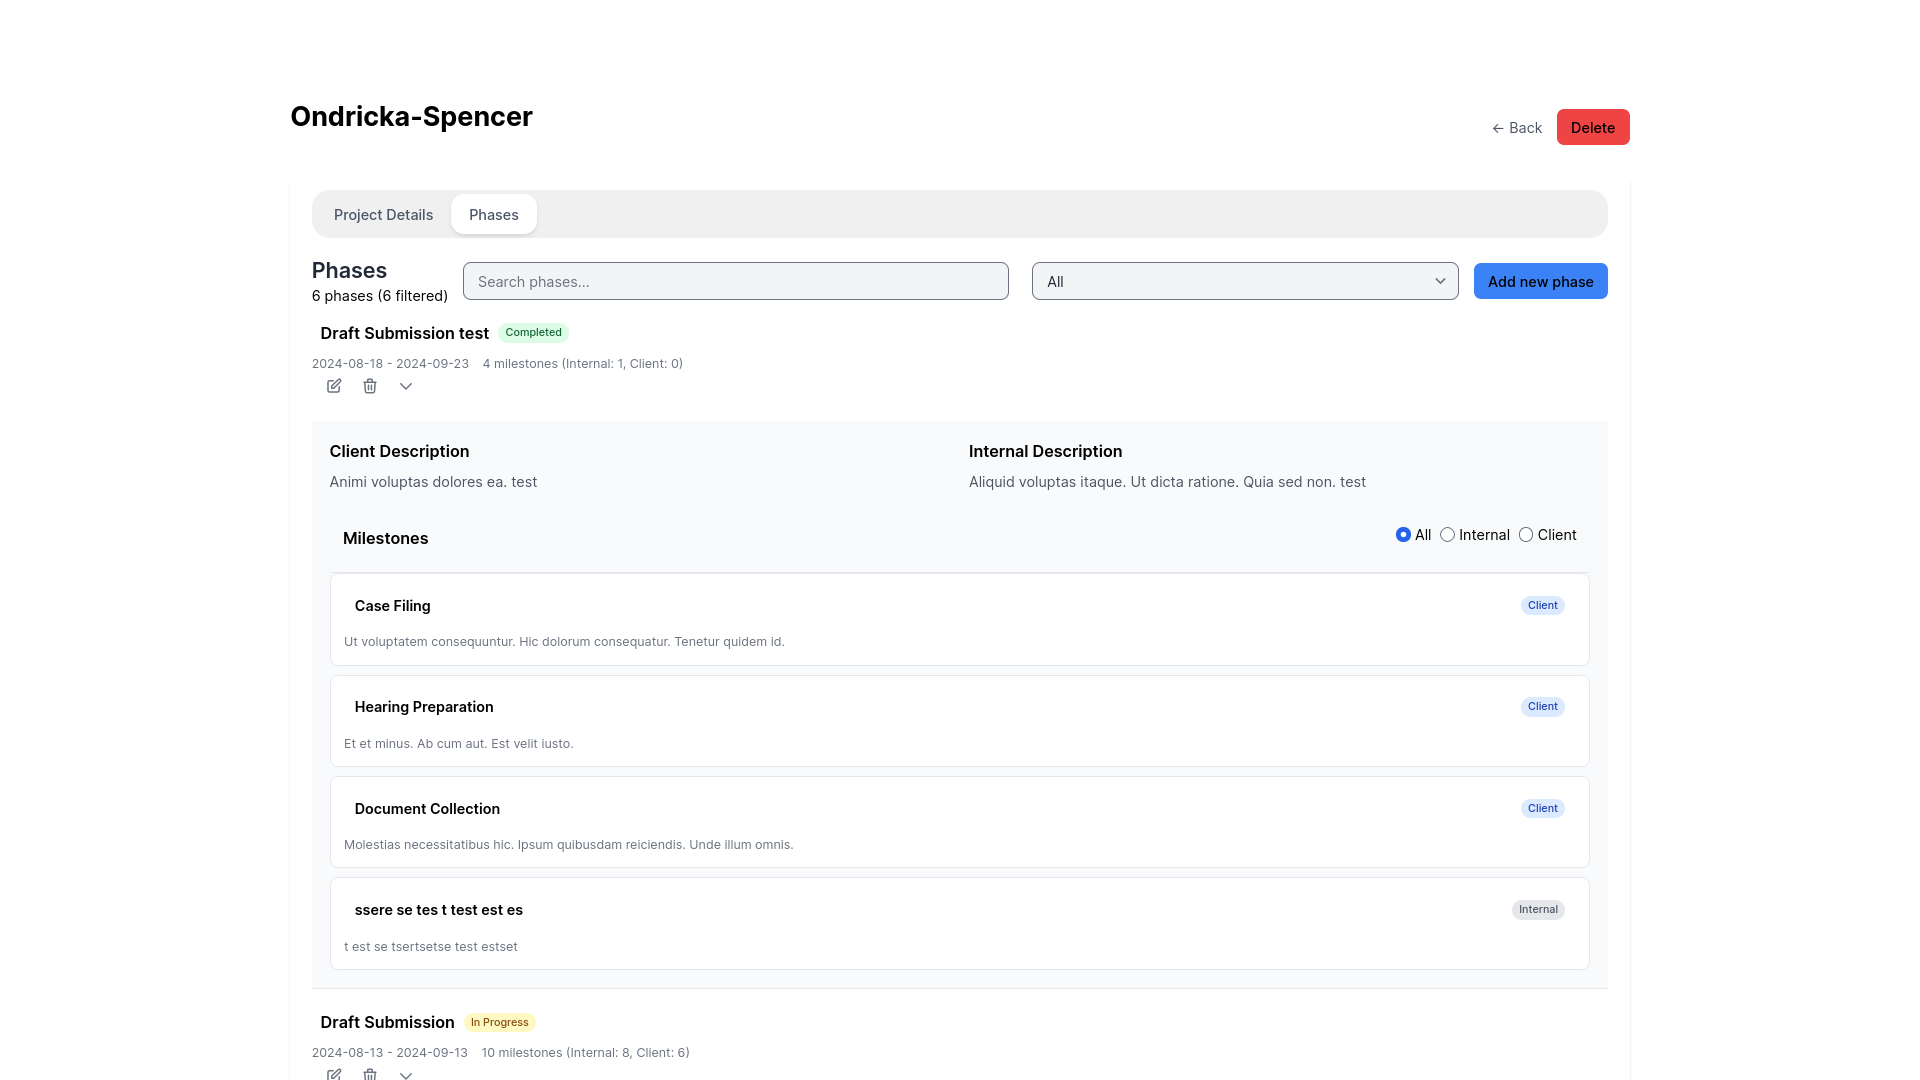 Ondricka-Spencer
← Back
Delete
Project Details
Phases
Phases
6 phases (6 filtered)
Search phases...
All
Add new phase
Draft Submission test
Completed
2024-08-18 - 2024-09-23
4 milestones (Internal: 1, Client: 0)
Client Description
Internal Description
Animi voluptas dolores ea. test
Aliquid voluptas itaque. Ut dicta ratione. Quia sed non. test
Milestones
All
Internal
Client
Case Filing
Client
Ut voluptatem consequuntur. Hic dolorum consequatur. Tenetur quidem id.
Hearing Preparation
Client
Et et minus. Ab cum aut. Est velit iusto.
Document Collection
Client
Molestias necessitatibus hic. Ipsum quibusdam reiciendis. Unde illum omnis.
ssere se tes t test est es
Internal
t est se tsertsetse test estset
Draft Submission
In Progress
2024-08-13 - 2024-09-13
10 milestones (Internal: 8, Client: 6)